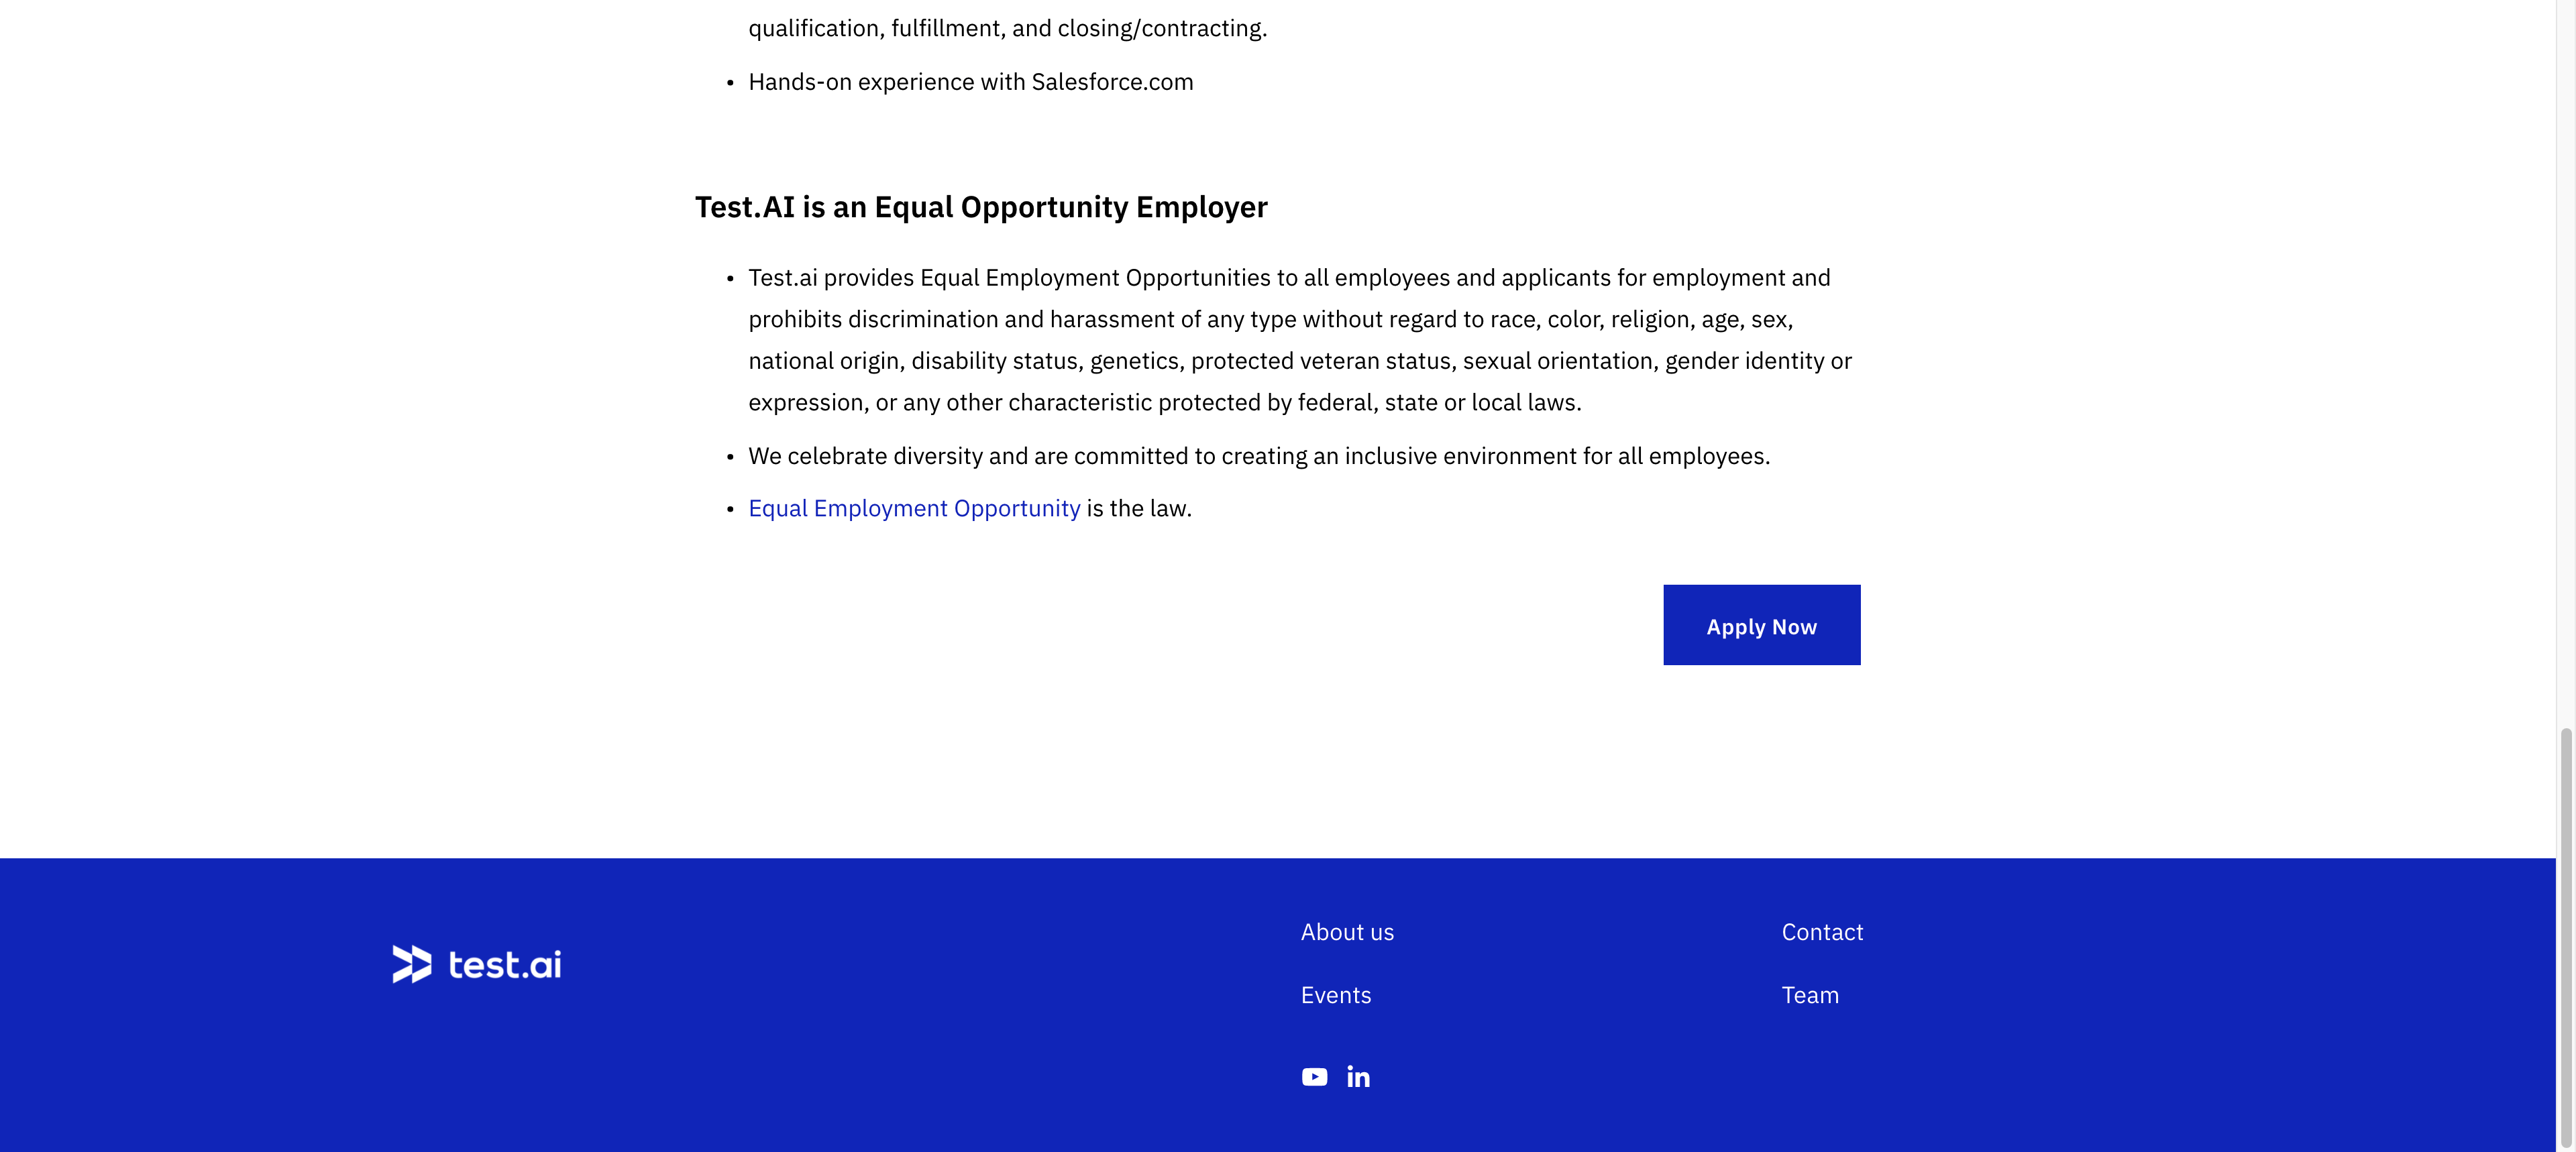 qualification, fulfillment, and closing/contracting.
• Hands-on experience with Salesforce.com
Test.AI is an Equal Opportunity Employer
• Test.ai provides Equal Employment Opportunities to all employees and applicants for employment and
prohibits discrimination and harassment of any type without regard to race, color, religion, age, sex,
national origin, disability status, genetics, protected veteran status, sexual orientation, gender identity or
expression, or any other characteristic protected by federal, state or local laws.
• We celebrate diversity and are committed to creating an inclusive environment for all employees.
• Equal Employment Opportunity is the law.
Apply Now
test.ai
About us
Contact
Events
Team
in